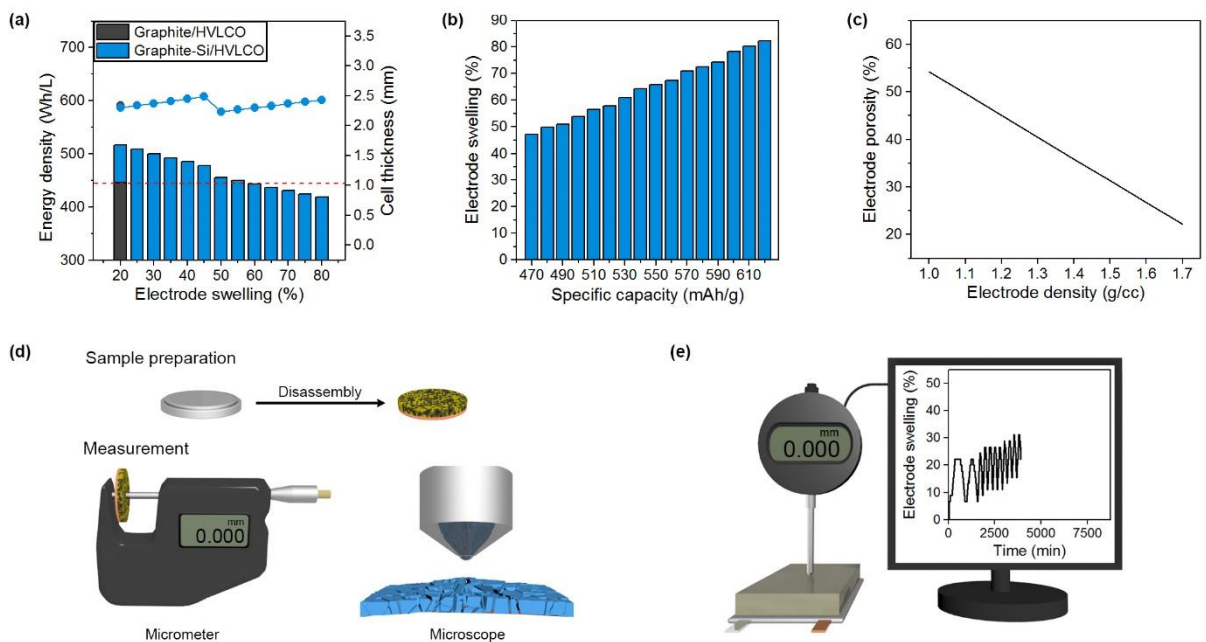 (a)
Graphite/HVLCO
Graphite-Si/HVLCO
700
600
500
400
300
Energy density (Wh/L)
3.5
3.0
2.5
2.0
1.5
1.0
0.5
0.0
Cell thickness (mm)
20 30 40 50 60 70 80
Electrode swelling (%)
(b)
90
80
70
60
50
40
30
20
10
0
Electrode swelling (%)
470 490 510 530 550 570 590 610
Specific capacity (mAh/g)
(c)
60
50
40
30
20
Electrode porosity (%)
1.0 1.1 1.2 1.3 1.4 1.5 1.6 1.7
Electrode density (g/cc)
(d)
Sample preparation
Disassembly
Measurement
mm
0.000
Micrometer
Microscope
(e)
mm
0.000
50
40
30
20
10
0
Electrode swelling (%)
0 2500 5000 7500
Time (min)